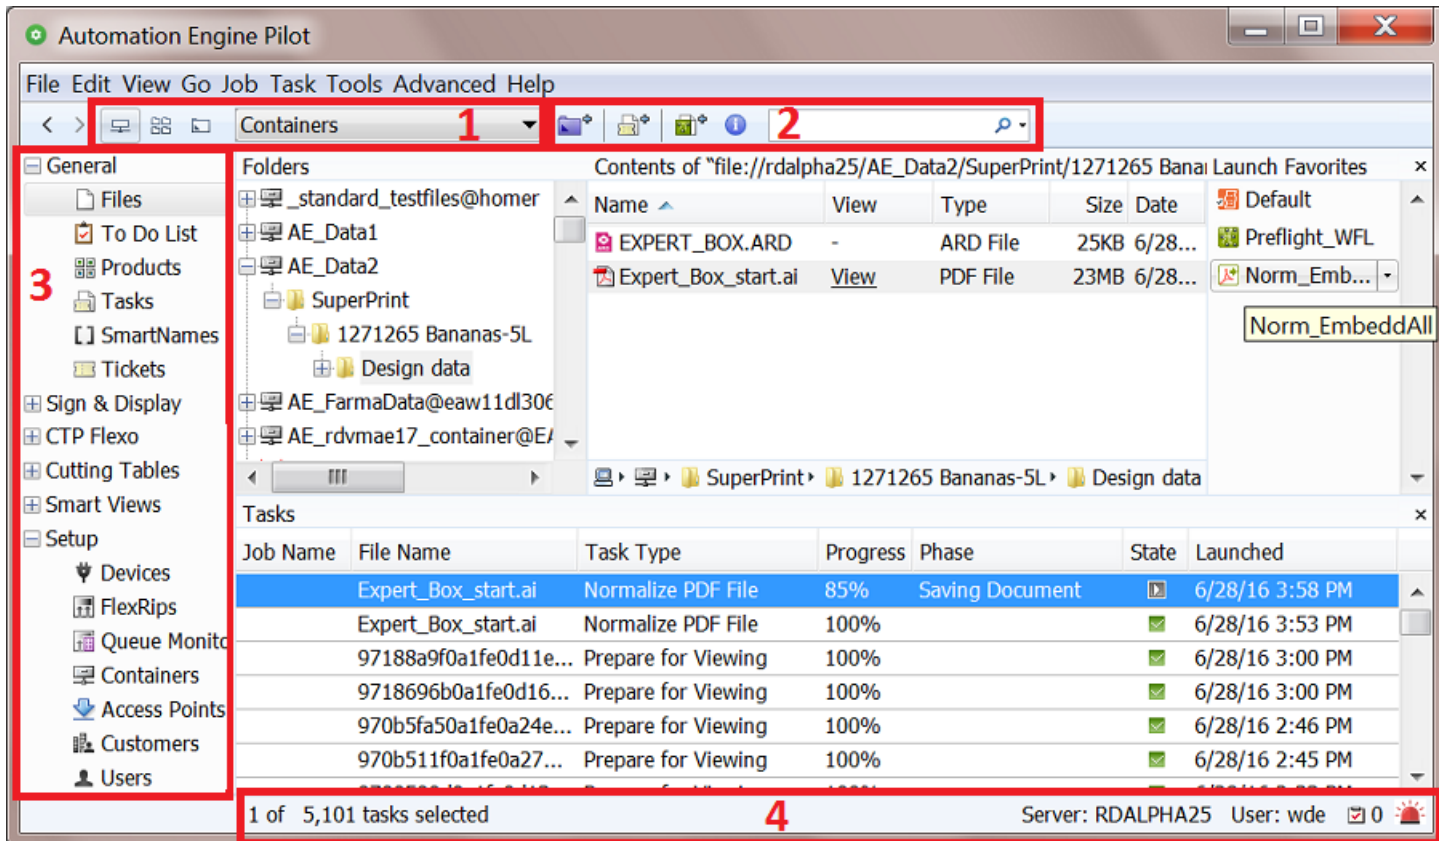 Automation Engine Pilot
File Edit View Go Job Task Tools Advanced Help
Containers 1 2
3
General
Files
To Do List
Products
Tasks
SmartNames
Tickets
Sign & Display
CTP Flexo
Cutting Tables
Smart Views
Setup
Devices
FlexRips
Queue Monito
Containers
Access Points
Customers
Users
Folders
_standard_testfiles@homer
AE_Data1
AE_Data2
SuperPrint
1271265 Bananas-5L
Design data
AE_FarmaData@eaw11dl306
AE_rdvmae17_container@EA
Contents of "file://rdalpha25/AE_Data2/SuperPrint/1271265 Banai
Name View Type Size Date
EXPERT_BOX.ARD - ARD File 25KB 6/28...
Expert_Box_start.ai View PDF File 23MB 6/28...
SuperPrint 1271265 Bananas-5L Design data
Launch Favorites
Default
Preflight_WFL
Norm_Emb...
Norm_EmbeddAll
Tasks
Job Name File Name Task Type Progress Phase State Launched
Expert_Box_start.ai Normalize PDF File 85% Saving Document 6/28/16 3:58 PM
Expert_Box_start.ai Normalize PDF File 100% 6/28/16 3:53 PM
97188a9f0a1fe0d11e... Prepare for Viewing 100% 6/28/16 3:00 PM
9718696b0a1fe0d16... Prepare for Viewing 100% 6/28/16 3:00 PM
970b5fa50a1fe0a24e... Prepare for Viewing 100% 6/28/16 2:46 PM
970b511f0a1fe0a27... Prepare for Viewing 100% 6/28/16 2:45 PM
1 of 5,101 tasks selected 4 Server: RDALPHA25 User: wde 0